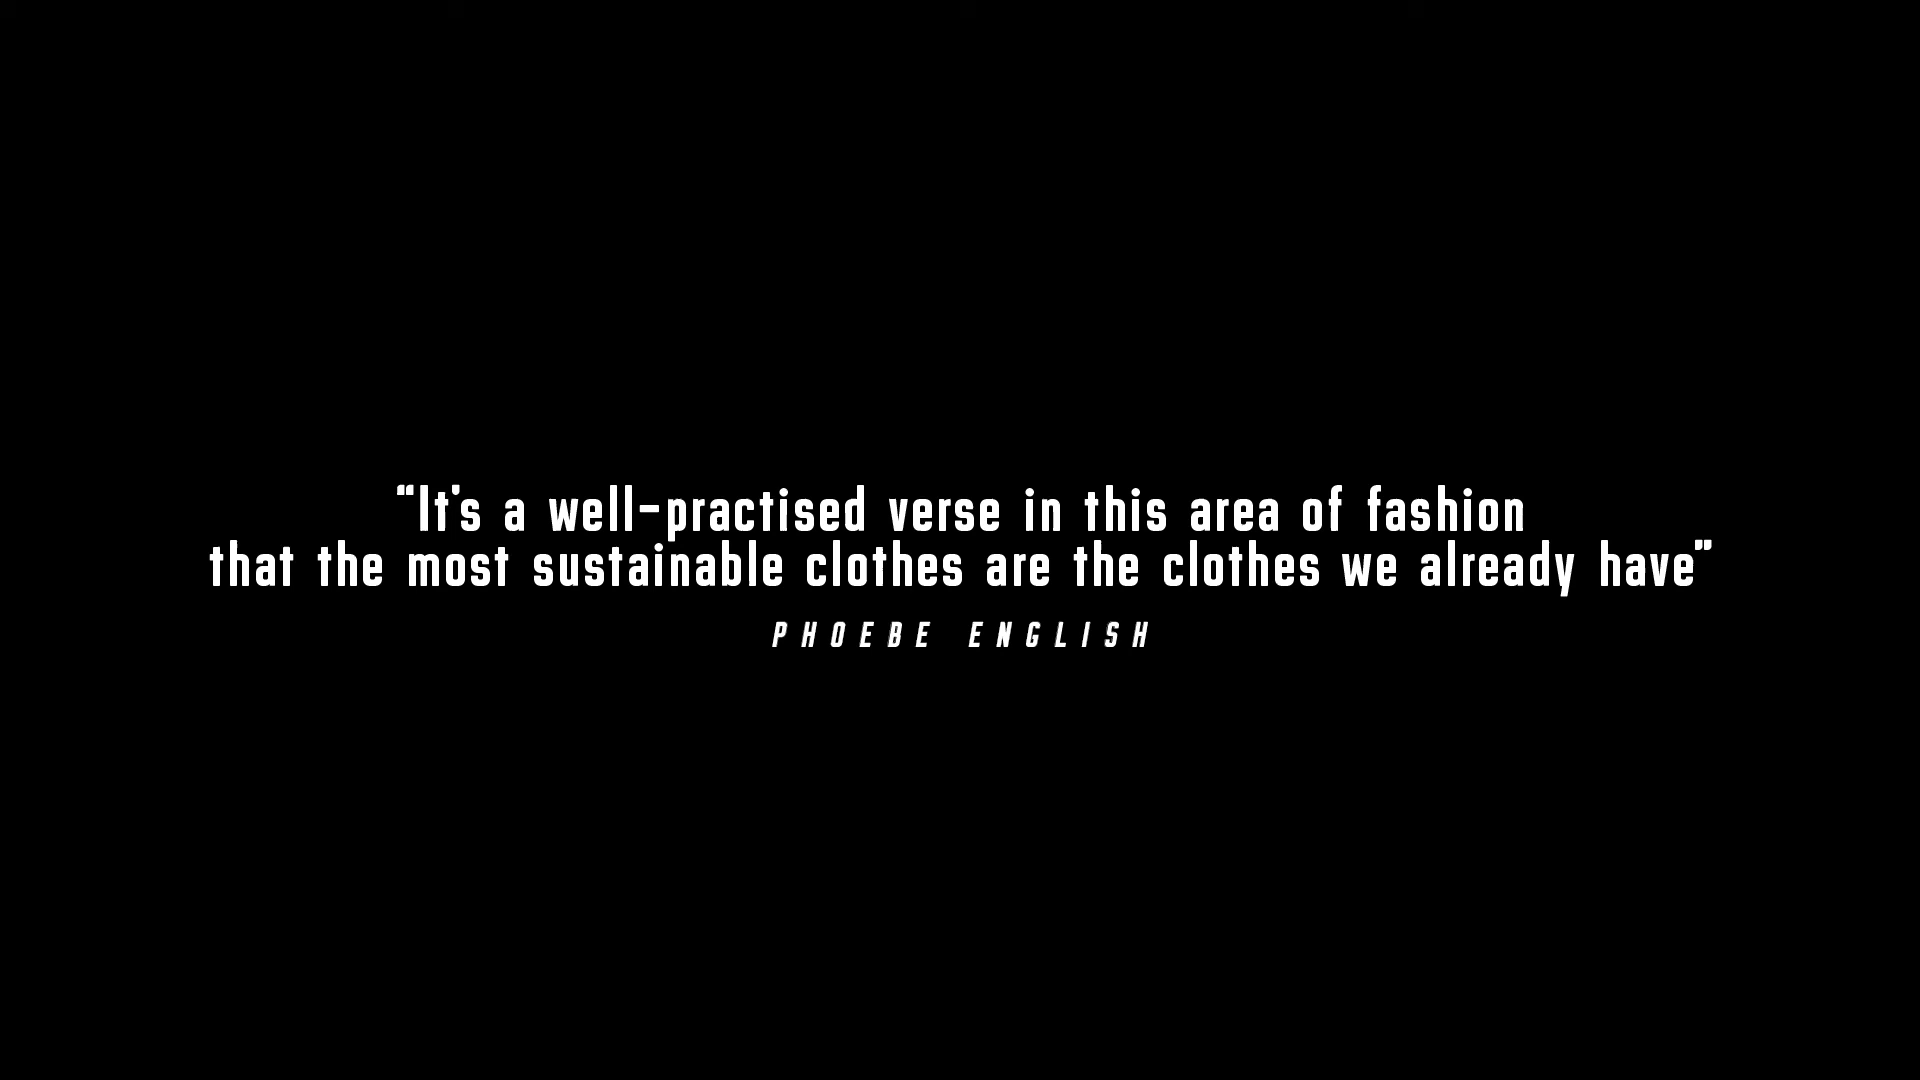 “It's a well-practised verse in this area of fashion
that the most sustainable clothes are the clothes we already have”
PHOEBE ENGLISH